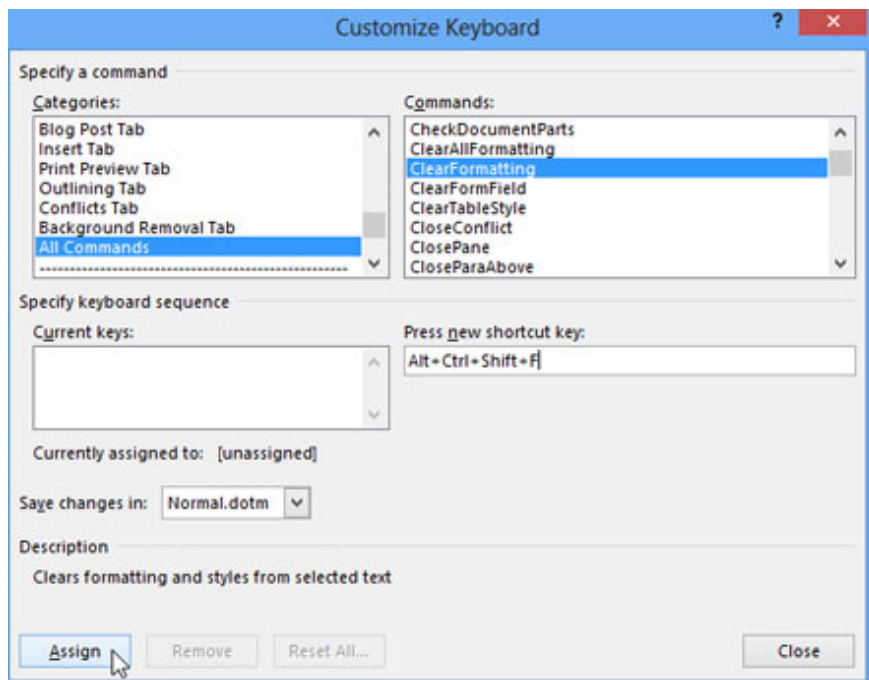 Customize Keyboard
?
Specify a command
Categories:
Blog Post Tab
Insert Tab
Print Preview Tab
Outlining Tab
Conflicts Tab
Background Removal Tab
All Commands
Commands:
CheckDocumentParts
ClearAllFormatting
ClearFormatting
ClearFormField
ClearTableStyle
CloseConflict
ClosePane
CloseParaAbove
Specify keyboard sequence
Current keys:
Press new shortcut key:
Alt+Ctrl+Shift+F
Currently assigned to: [unassigned]
Save changes in: Normal.dotm
Description
Clears formatting and styles from selected text
Assign Remove Reset All... Close